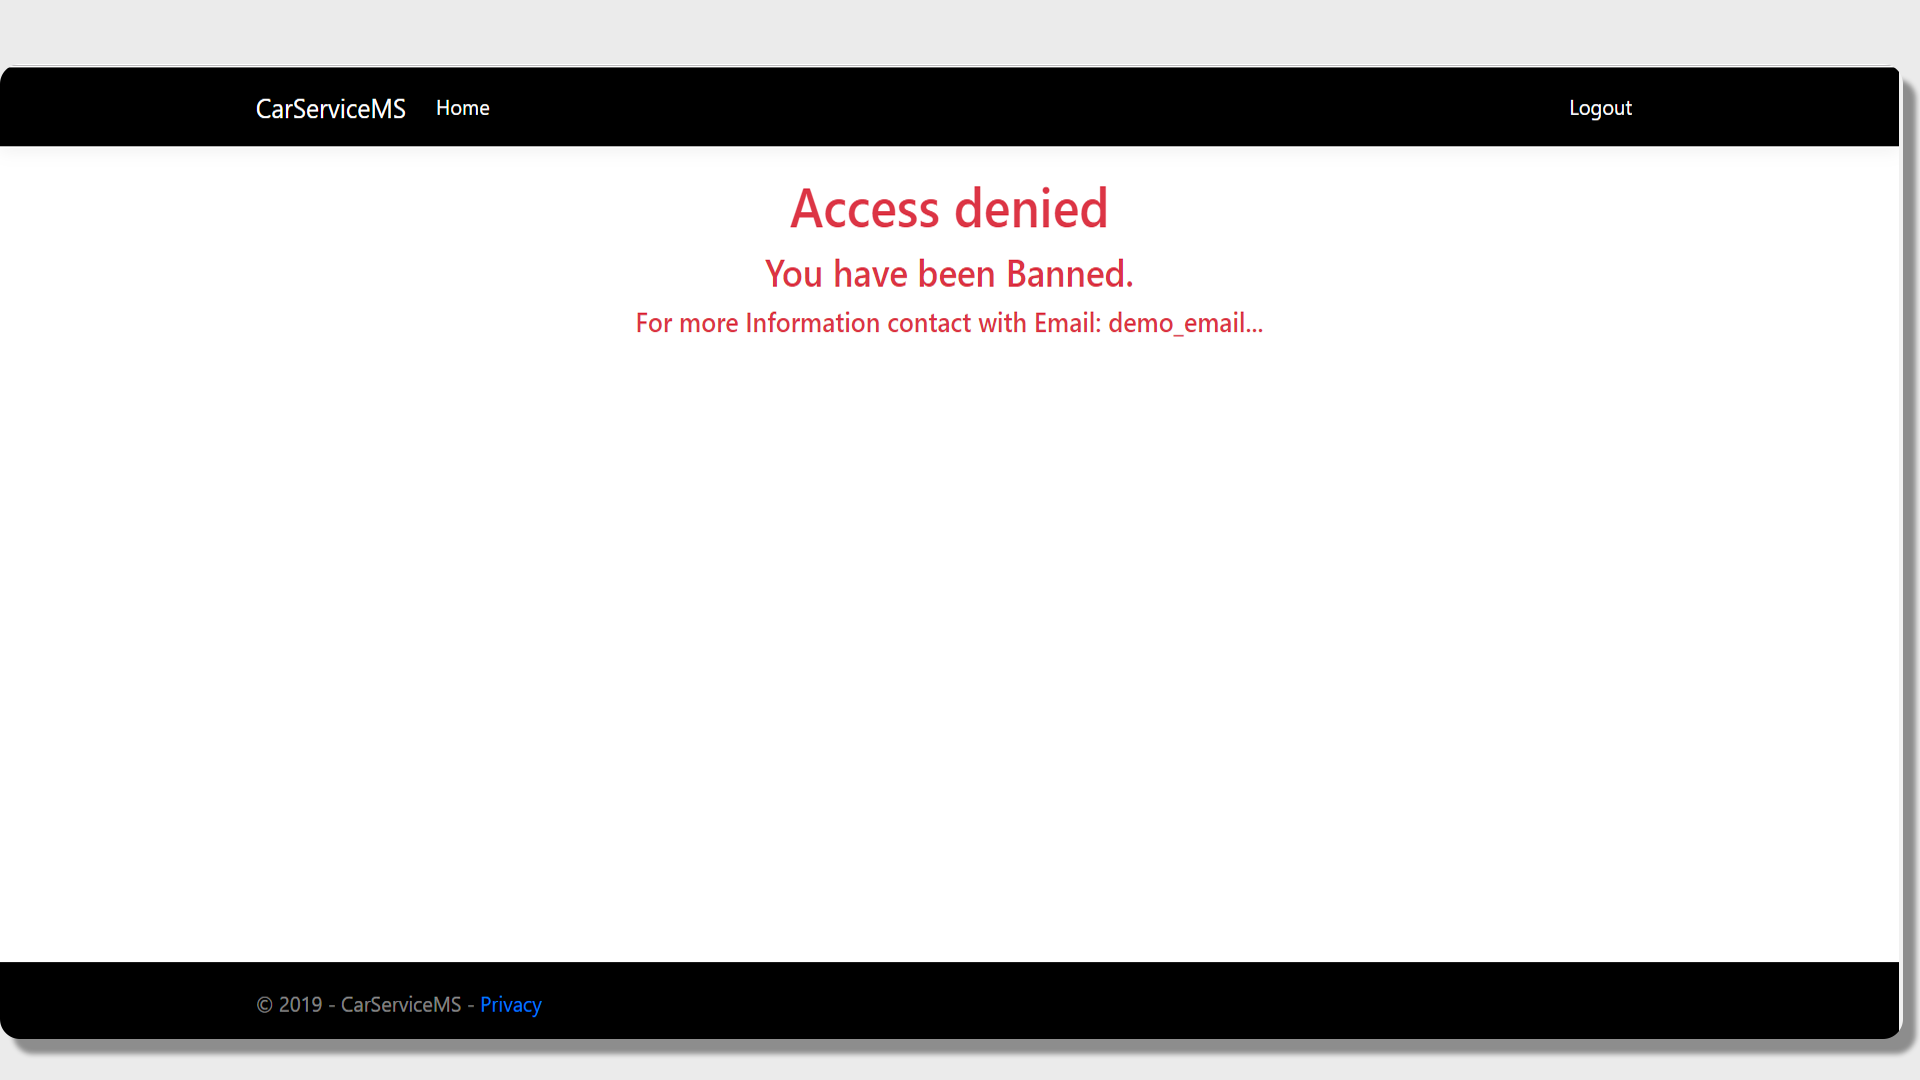 CarServiceMS Home Logout
Access denied
You have been Banned.
For more Information contact with Email: demo_email...
© 2019 - CarServiceMS - Privacy